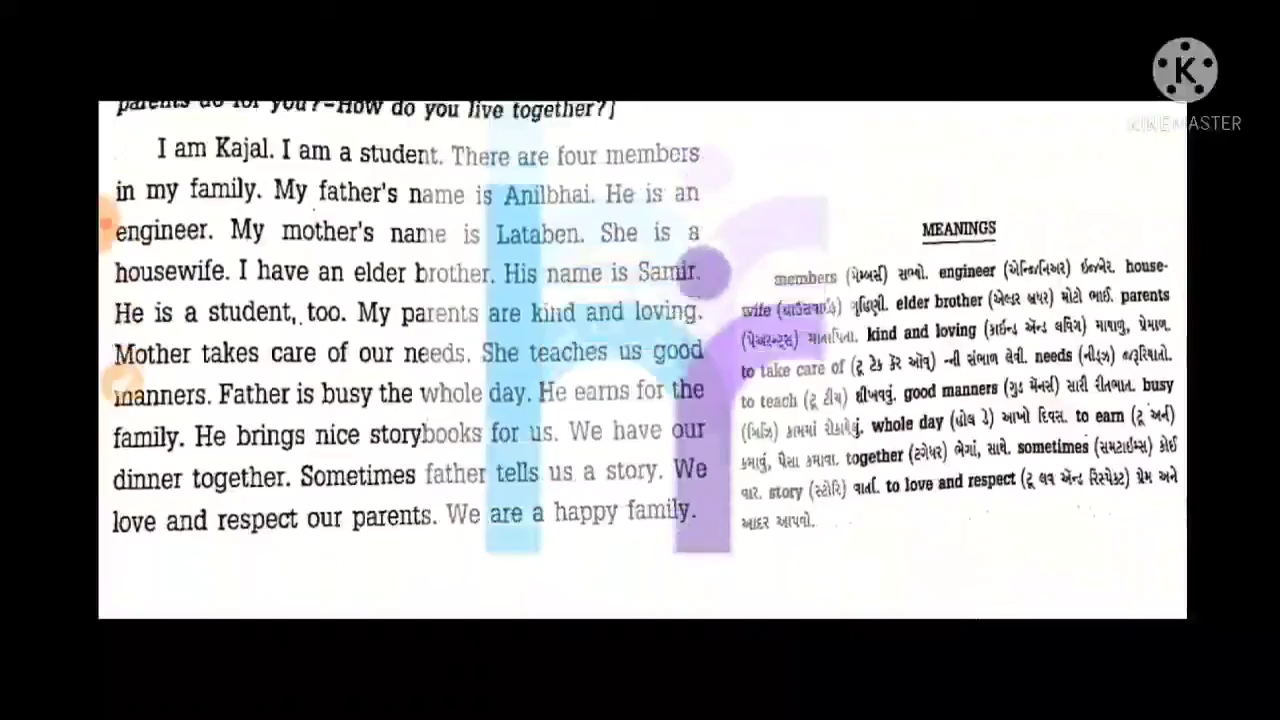 parents do for you?–How do you live together?]
I am Kajal. I am a student. There are four members
in my family. My father's name is Anilbhai. He is an
engineer. My mother's name is Lataben. She is a
housewife. I have an elder brother. His name is Samir.
He is a student, too. My parents are kind and loving.
Mother takes care of our needs. She teaches us good
manners. Father is busy the whole day. He earns for the
family. He brings nice storybooks for us. We have our
dinner together. Sometimes father tells us a story. We
love and respect our parents. We are a happy family.
MEANINGS
members (મેમ્બર્સ) સભ્યો. engineer (એન્જિનિઅર) ઇજનેર. house-
wife (હાઉસવાઈફ) ગૃહિણી. elder brother (એલ્ડર બ્રધર) મોટો ભાઈ. parents
(પેઅરન્ટ્સ) માતાપિતા. kind and loving (કાઇન્ડ ઍન્ડ લવિંગ) માયાળુ, પ્રેમાળ.
to take care of (ટૂ ટેક કેર ઑવ્) –ની સંભાળ લેવી. needs (નીડ્ઝ) જરૂરિયાતો.
to teach (ટૂ ટીચ) શીખવવું. good manners (ગુડ મૅનર્સ) સારી રીતભાત. busy
(બિઝિ) કામમાં રોકાયેલું. whole day (હોલ ડે) આખો દિવસ. to earn (ટૂ અર્ન)
કમાવું, પૈસા કમાવા. together (ટુગેધર) ભેગાં, સાથે. sometimes (સમટાઇમ્સ) કોઈ
વાર. story (સ્ટોરિ) વાર્તા. to love and respect (ટૂ લવ ઍન્ડ રિસ્પેક્ટ) પ્રેમ અને
આદર આપવો.
K
KINEMASTER